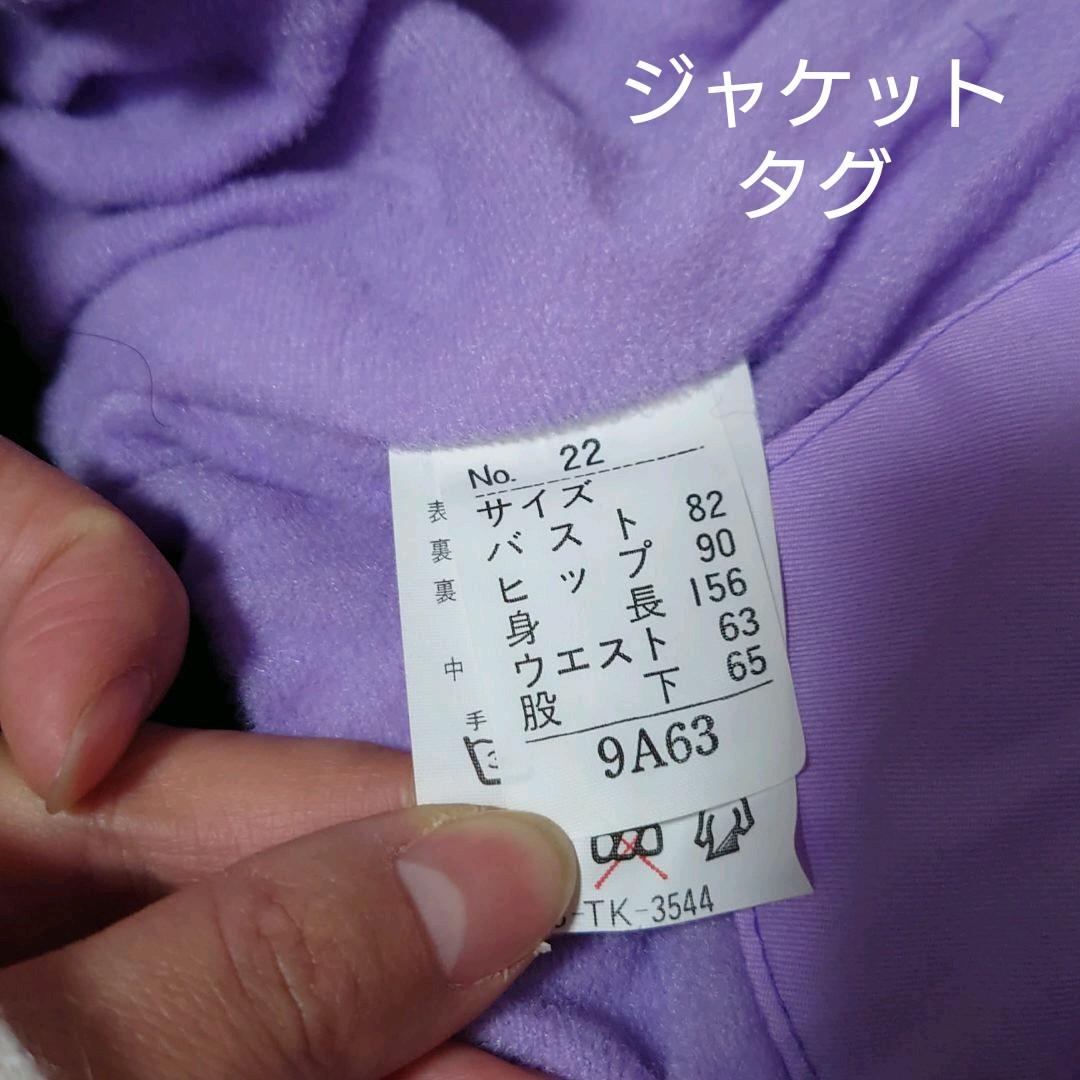 ジャケット
タグ
No. 22
サイズ
バスト 82
ヒップ 90
身長 156
ウエスト 63
股下 65
9A63
表
裏
裏
中
手
-TK-3544